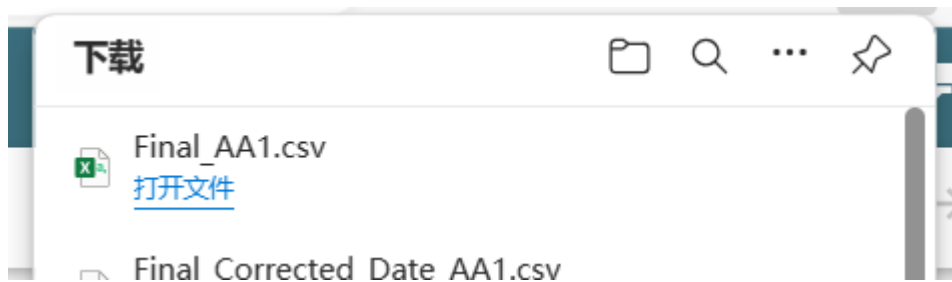 下载
Final_AA1.csv
打开文件
Final_Corrected_Date_AA1.csv